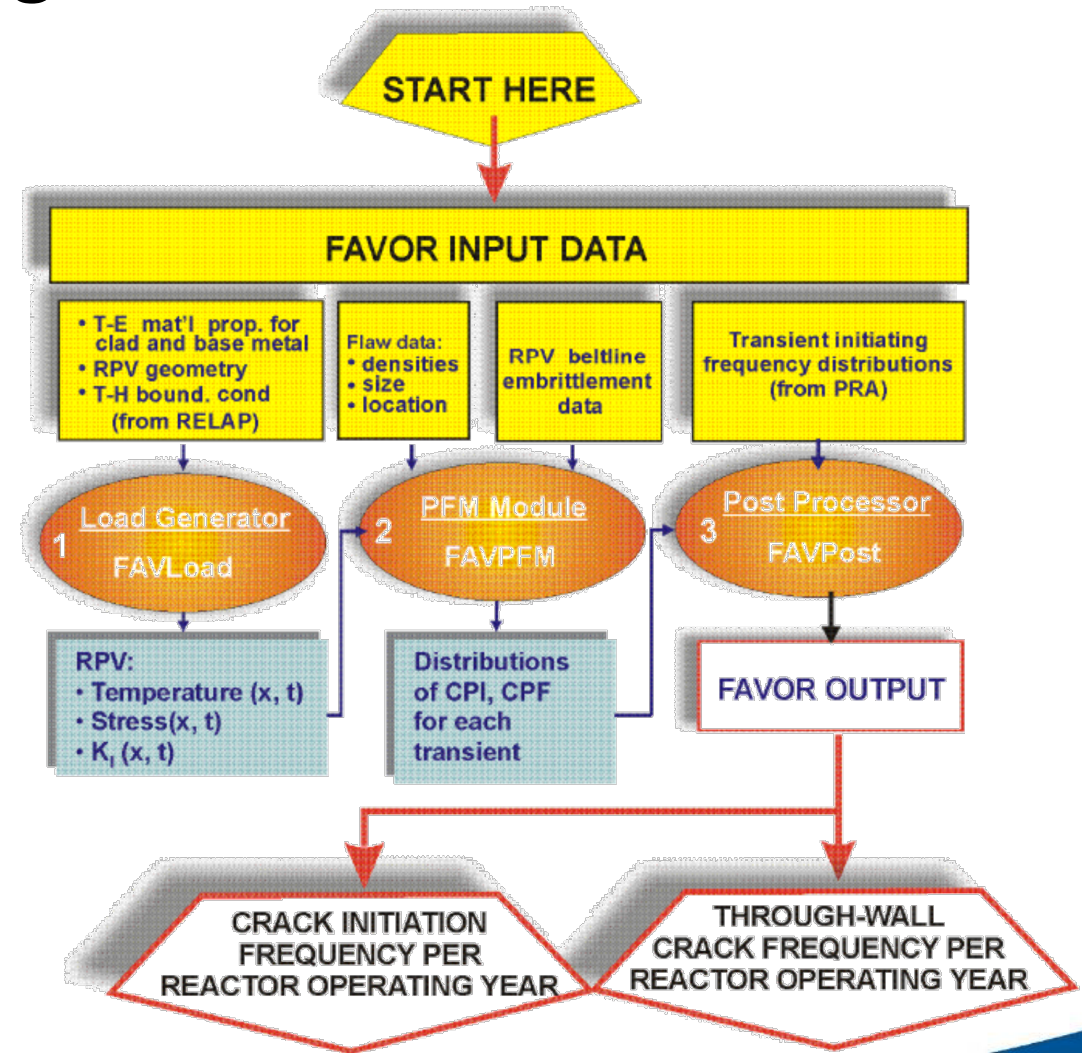 START HERE
FAVOR INPUT DATA
• T-E mat'l prop. for
clad and base metal
• RPV geometry
• T-H bound. cond
(from RELAP)
Flaw data:
• densities
• size
• location
RPV beltline
embrittlement
data
Transient initiating
frequency distributions
(from PRA)
1
Load Generator
FAVLoad
2
PFM Module
FAVPFM
3
Post Processor
FAVPost
RPV:
• Temperature (x, t)
• Stress(x, t)
• K_I (x, t)
Distributions
of CPI, CPF
for each
transient
FAVOR OUTPUT
CRACK INITIATION
FREQUENCY PER
REACTOR OPERATING YEAR
THROUGH-WALL
CRACK FREQUENCY PER
REACTOR OPERATING YEAR